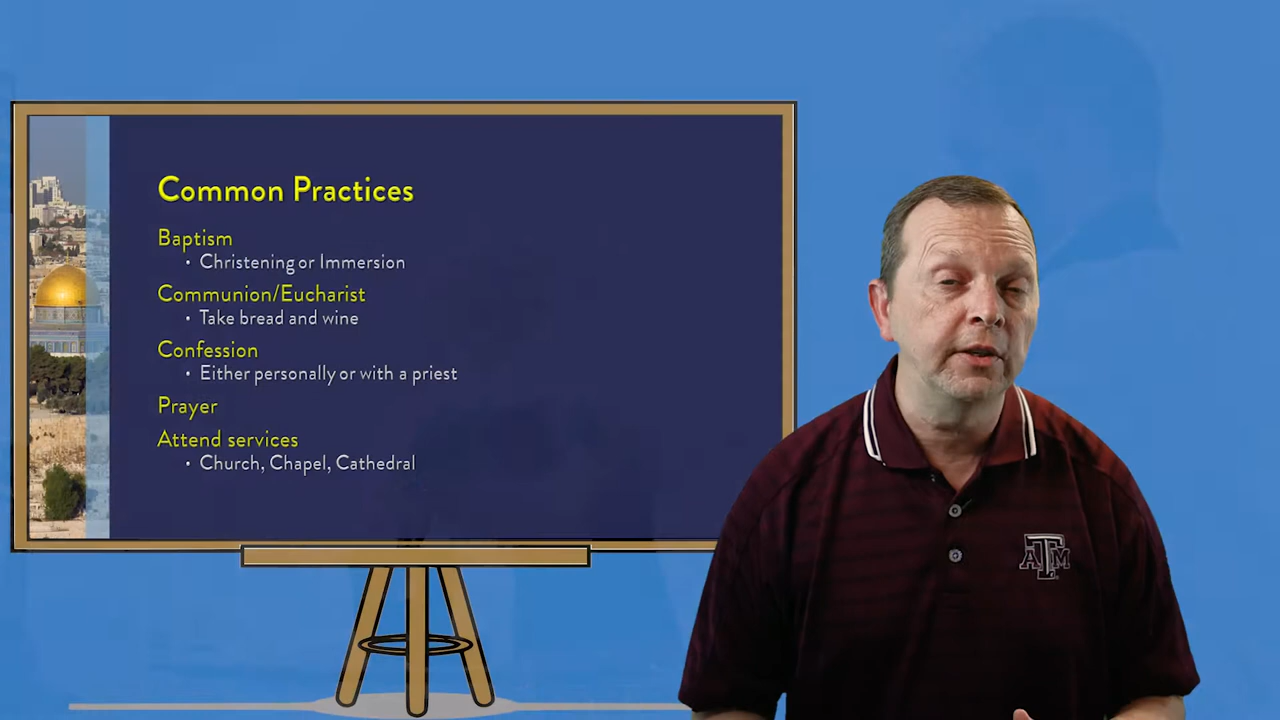 Common Practices
Baptism
• Christening or Immersion
Communion/Eucharist
• Take bread and wine
Confession
• Either personally or with a priest
Prayer
Attend services
• Church, Chapel, Cathedral
ATM